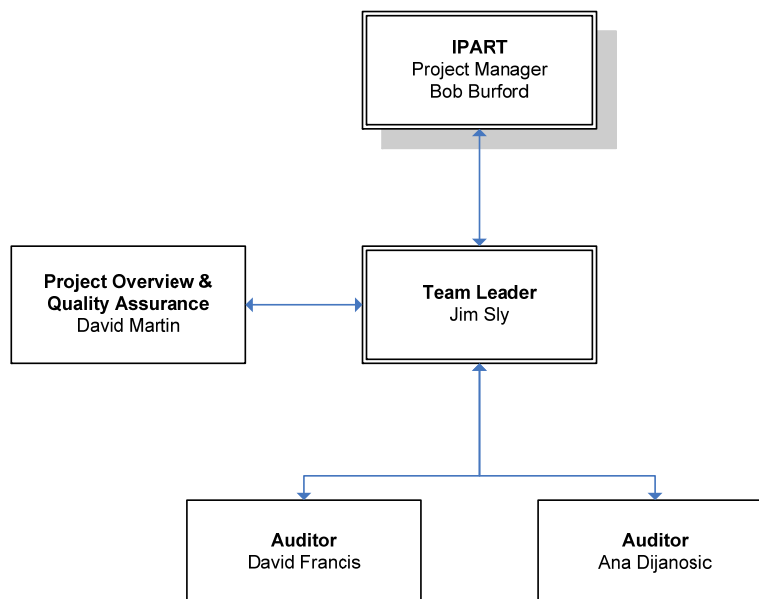 IPART
Project Manager
Bob Burford
Project Overview &
Quality Assurance
David Martin
Team Leader
Jim Sly
Auditor
David Francis
Auditor
Ana Dijanosic